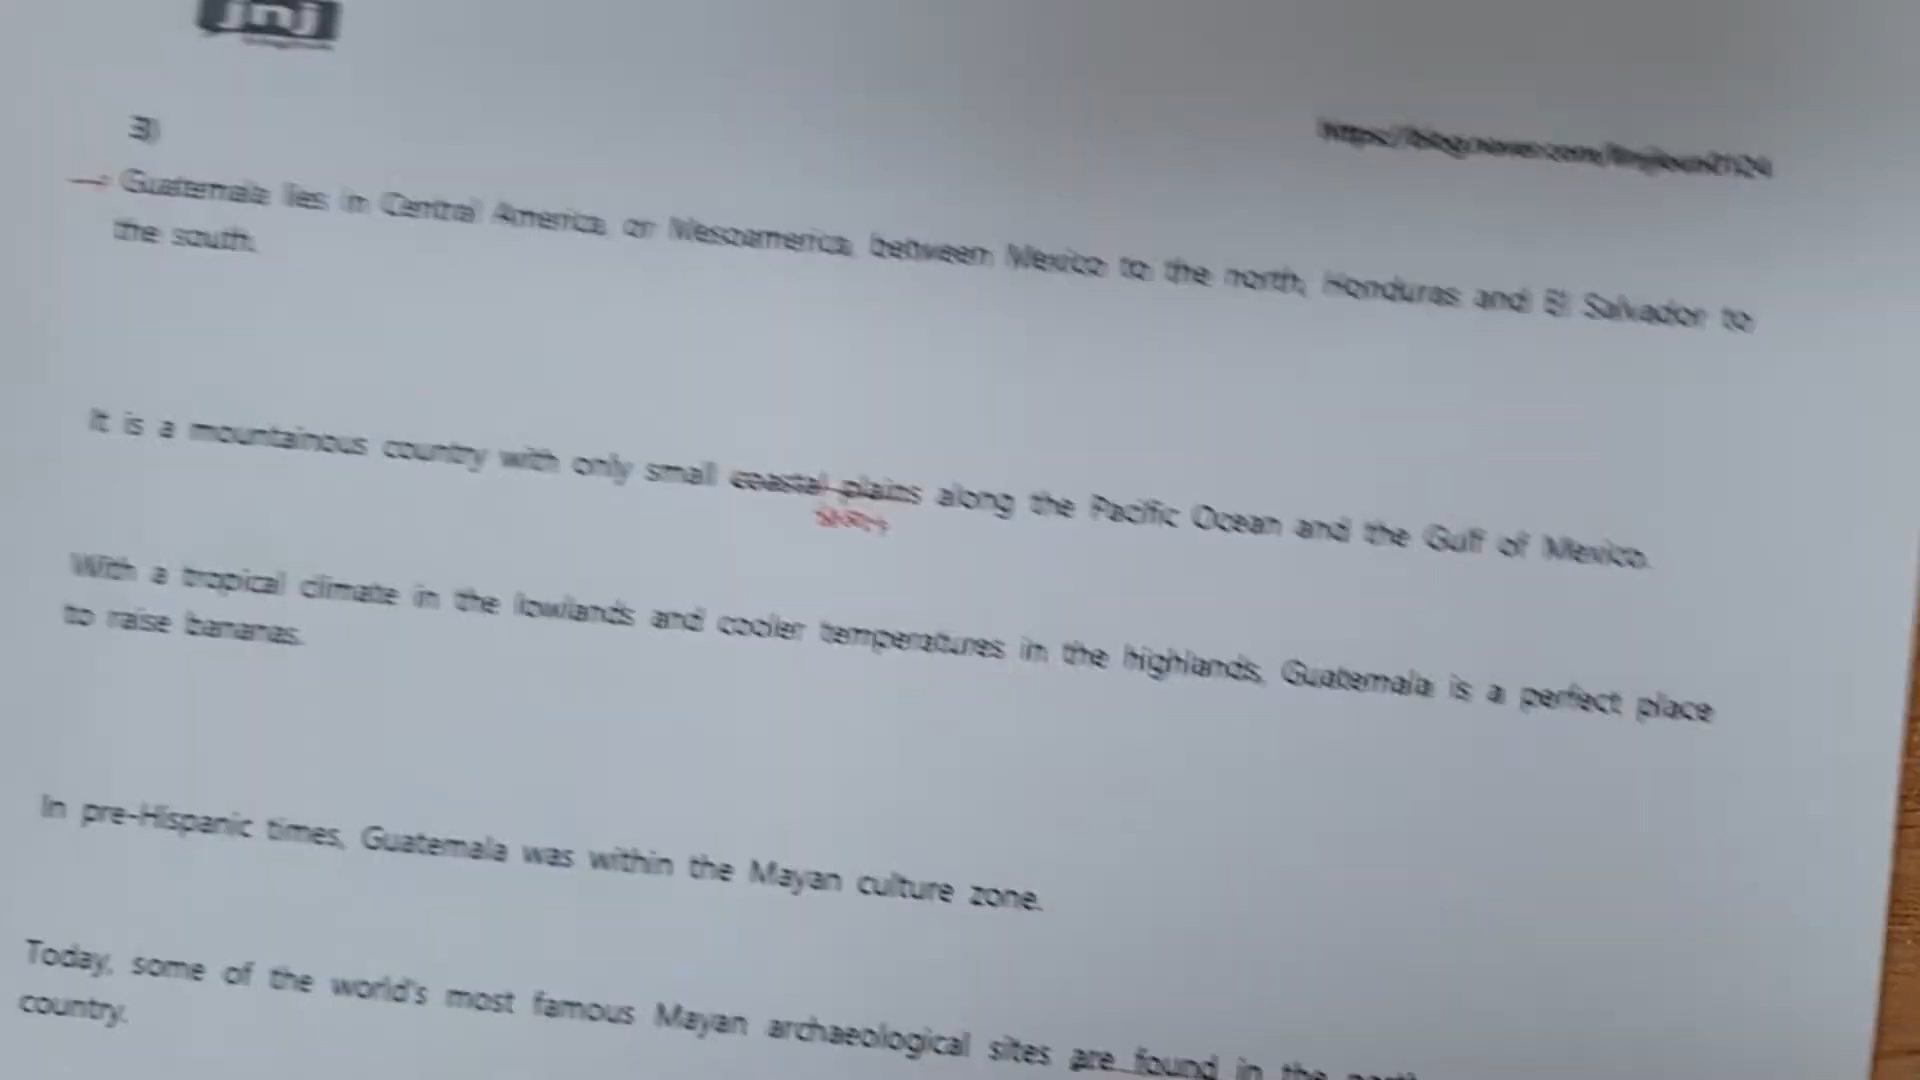 jnj
3)
Guatemala lies in Central America, or Mesoamerica, between Mexico to the north, Honduras and El Salvador to
the south.
It is a mountainous country with only small coastal plains along the Pacific Ocean and the Gulf of Mexico.
With a tropical climate in the lowlands and cooler temperatures in the highlands, Guatemala is a perfect place
to raise bananas.
In pre-Hispanic times, Guatemala was within the Mayan culture zone.
Today, some of the world's most famous Mayan archaeological sites are found in the
country.